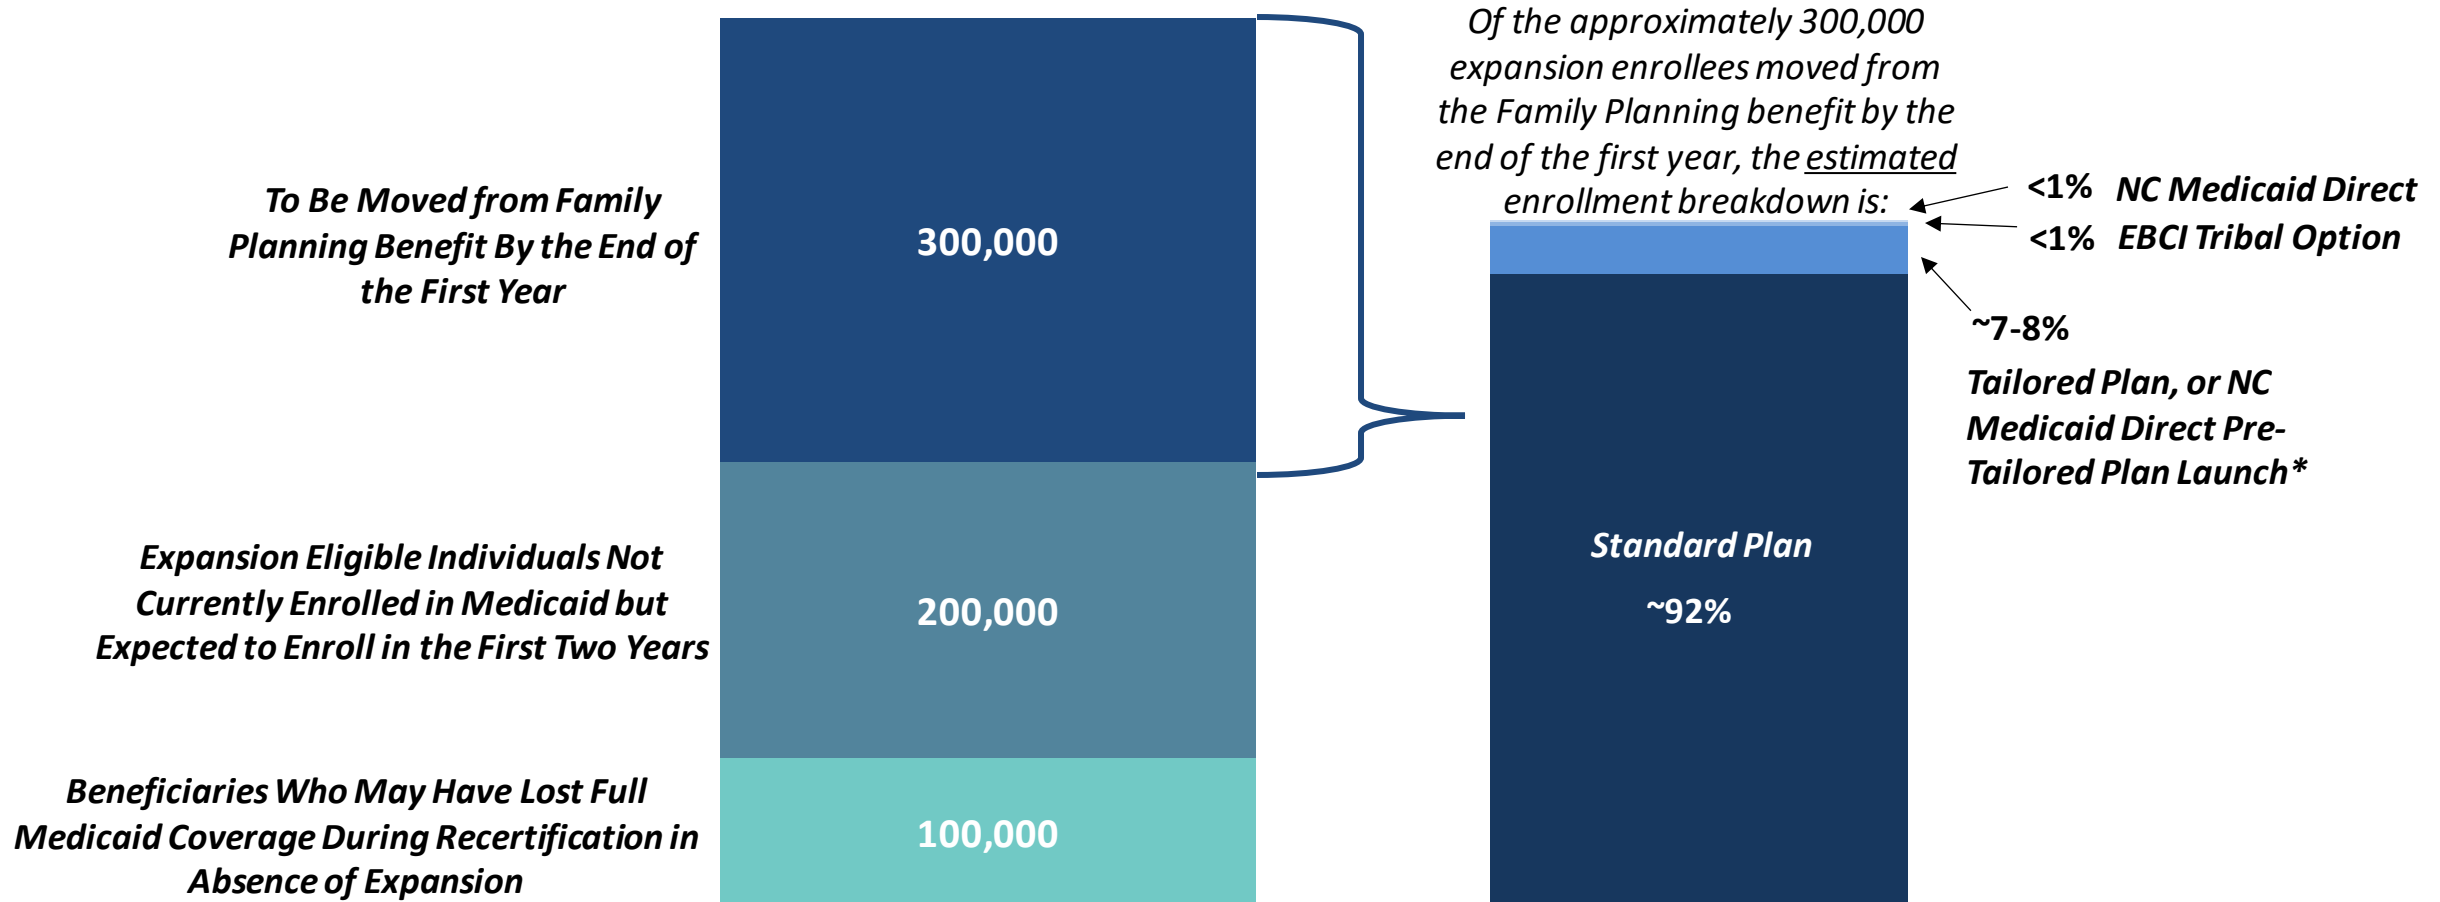 To Be Moved from Family
Planning Benefit By the End of
the First Year
300,000
Expansion Eligible Individuals Not
Currently Enrolled in Medicaid but
Expected to Enroll in the First Two Years
200,000
Beneficiaries Who May Have Lost Full
Medicaid Coverage During Recertification in
Absence of Expansion
100,000
Of the approximately 300,000
expansion enrollees moved from
the Family Planning benefit by the
end of the first year, the estimated
enrollment breakdown is:
<1% NC Medicaid Direct
<1% EBCI Tribal Option
~7-8%
Tailored Plan, or NC
Medicaid Direct Pre-
Tailored Plan Launch*
Standard Plan
~92%